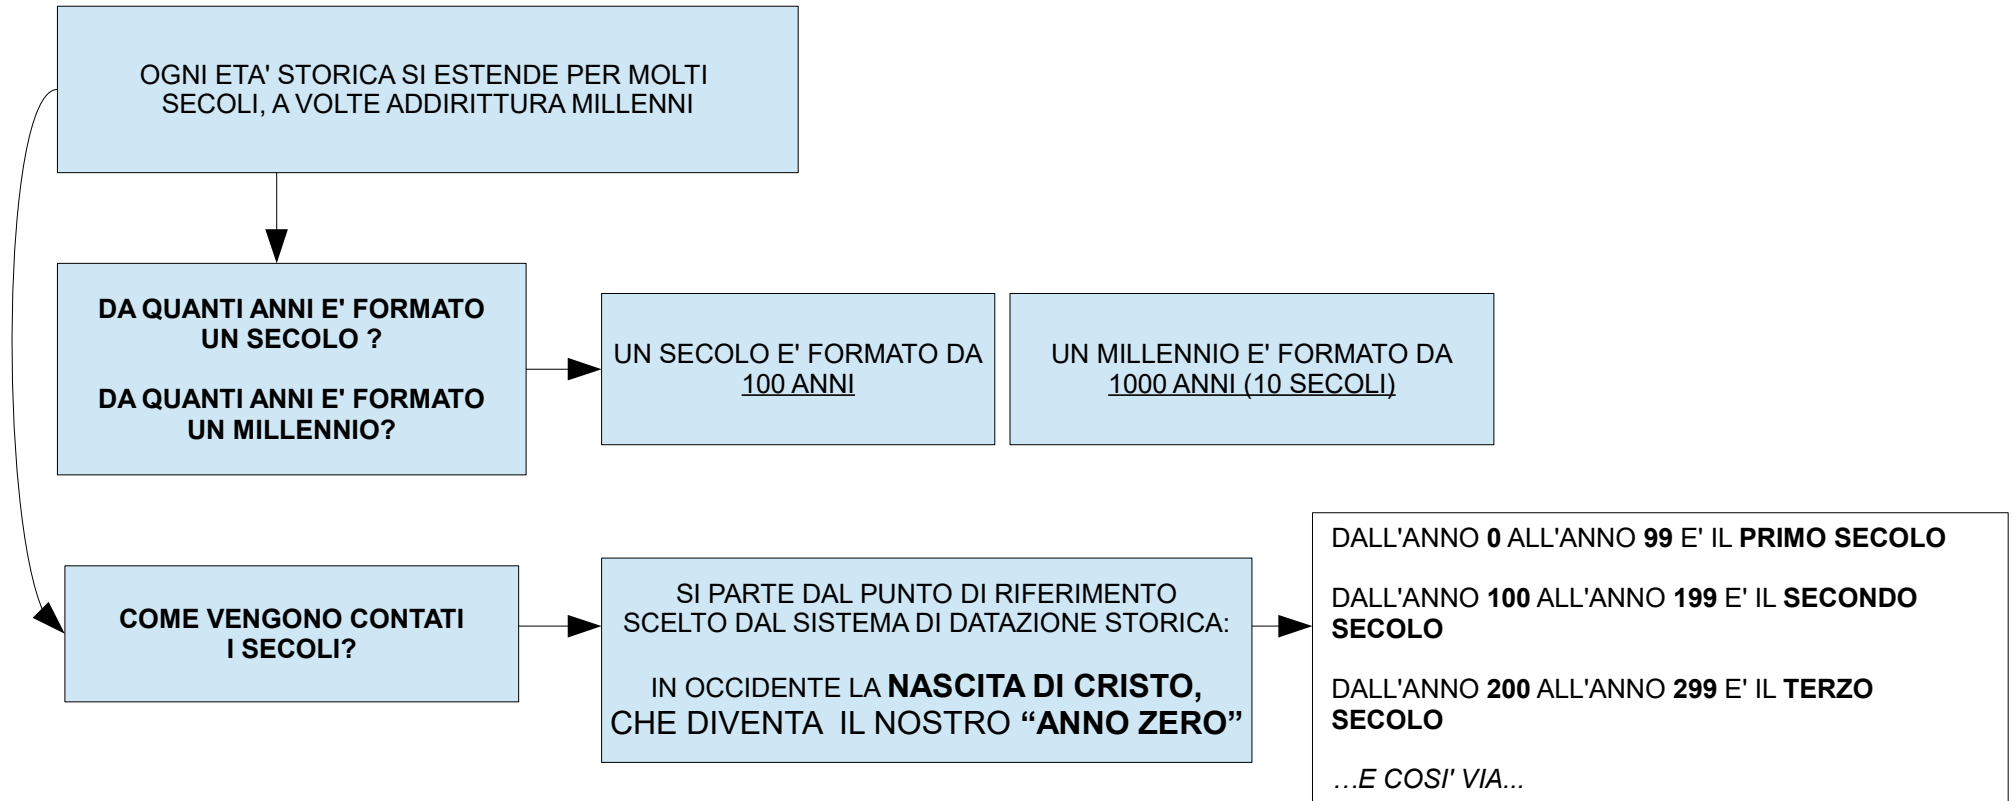 OGNI ETA' STORICA SI ESTENDE PER MOLTI
SECOLI, A VOLTE ADDIRITTURA MILLENNI
DA QUANTI ANNI E' FORMATO
UN SECOLO ?
DA QUANTI ANNI E' FORMATO
UN MILLENNIO?
UN SECOLO E' FORMATO DA
100 ANNI
UN MILLENNIO E' FORMATO DA
1000 ANNI (10 SECOLI)
COME VENGONO CONTATI
I SECOLI?
SI PARTE DAL PUNTO DI RIFERIMENTO
SCELTO DAL SISTEMA DI DATAZIONE STORICA:
IN OCCIDENTE LA NASCITA DI CRISTO,
CHE DIVENTA IL NOSTRO “ANNO ZERO”
DALL'ANNO 0 ALL'ANNO 99 E' IL PRIMO SECOLO
DALL'ANNO 100 ALL'ANNO 199 E' IL SECONDO
SECOLO
DALL'ANNO 200 ALL'ANNO 299 E' IL TERZO
SECOLO
…E COSI' VIA...